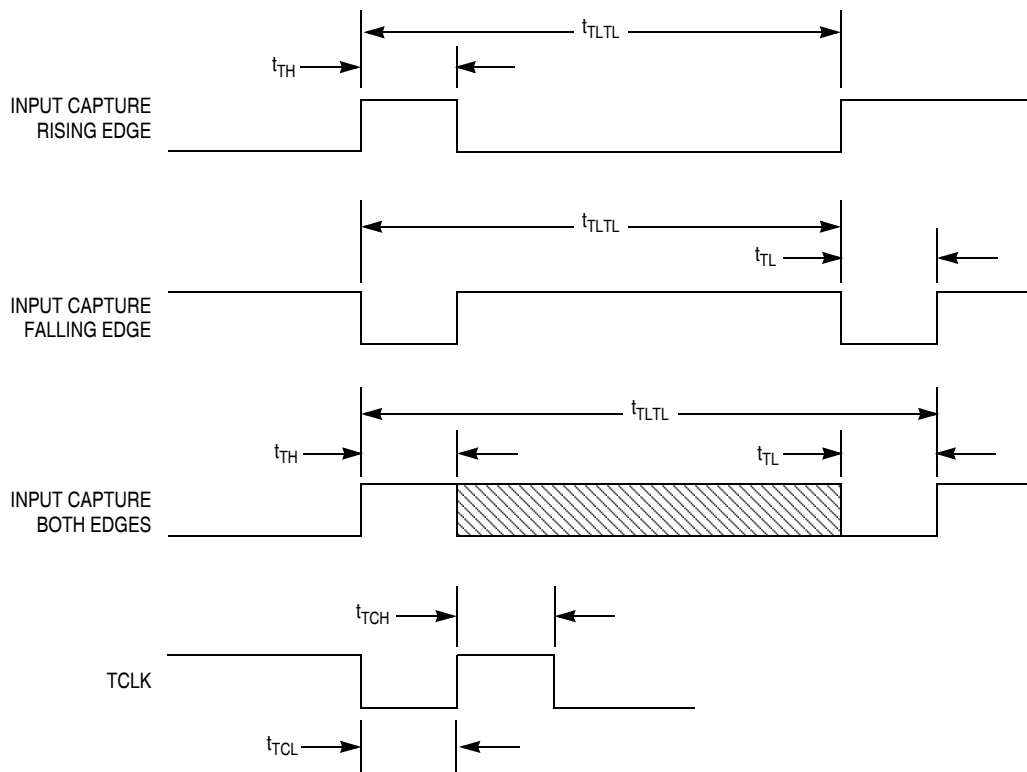 tTLTL
tTH
INPUT CAPTURE
RISING EDGE
tTLTL
tTL
INPUT CAPTURE
FALLING EDGE
tTLTL
tTH
tTL
INPUT CAPTURE
BOTH EDGES
tTCH
TCLK
tTCL